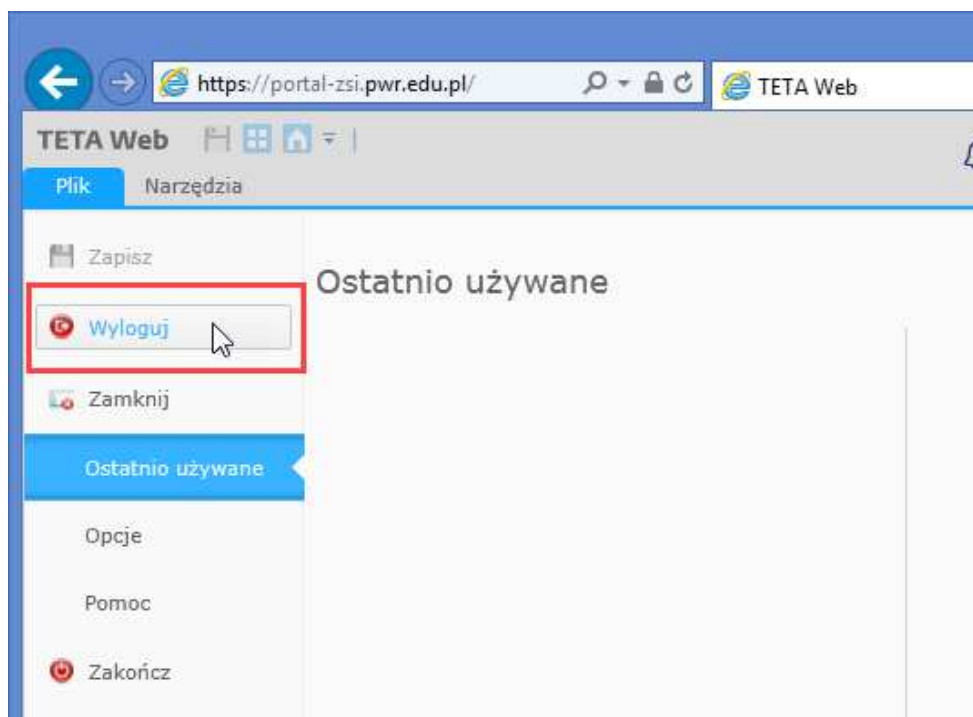 https://portal-zsi.pwr.edu.pl/
TETA Web
TETA Web
Plik Narzędzia
Zapisz
Ostatnio używane
Wyloguj
Zamknij
Ostatnio używane
Opcje
Pomoc
Zakończ